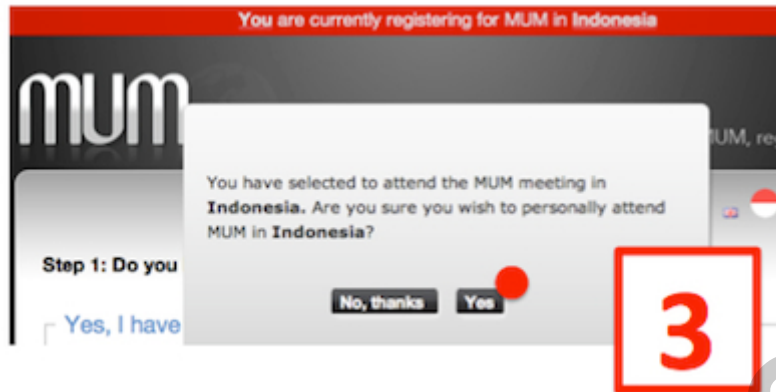 You are currently registering for MUM in Indonesia
mum
MUM, reg
You have selected to attend the MUM meeting in
Indonesia. Are you sure you wish to personally attend
MUM in Indonesia?
Step 1: Do you
No, thanks Yes
Yes, I have
3